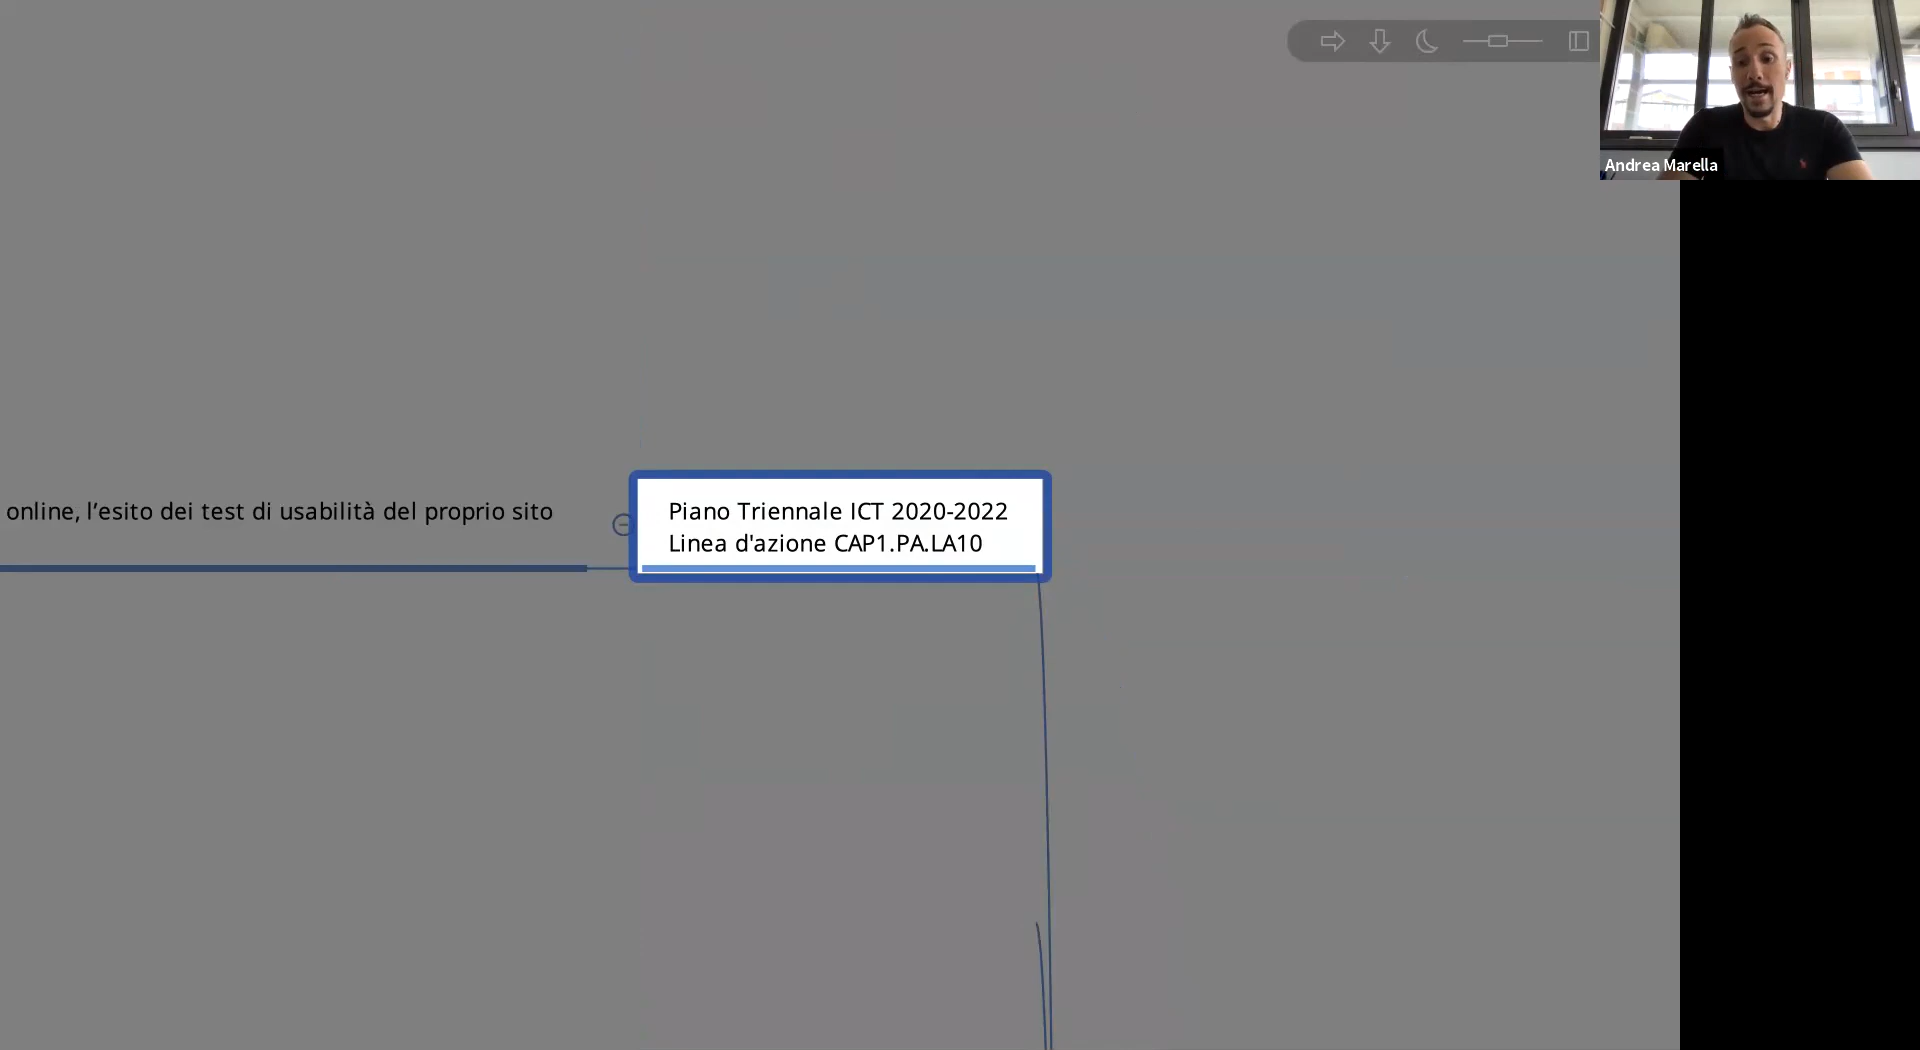 Andrea Marella
online, l’esito dei test di usabilità del proprio sito
Piano Triennale ICT 2020-2022
Linea d'azione CAP1.PA.LA10